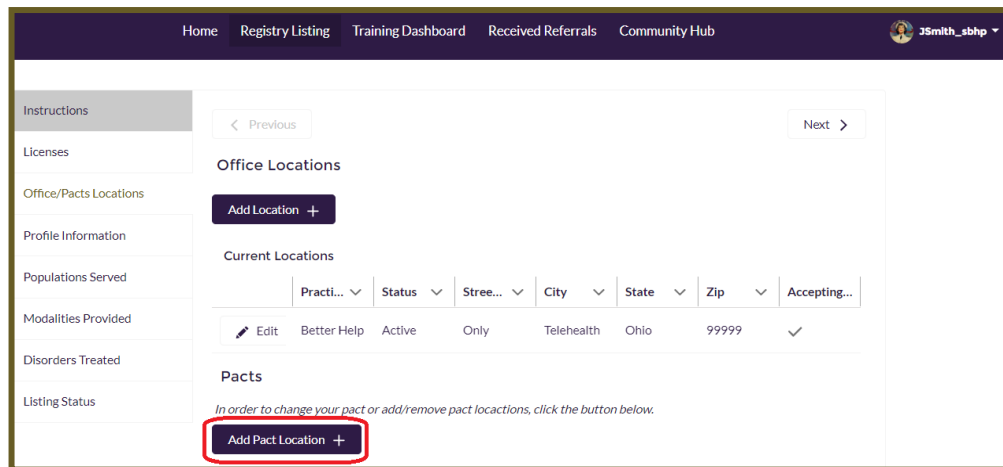 Home Registry Listing Training Dashboard Received Referrals Community Hub JSmith_sbhp
Instructions
Licenses
Office/Pacts Locations
Profile Information
Populations Served
Modalities Provided
Disorders Treated
Listing Status
Previous Next
Office Locations
Add Location +
Current Locations
Practi... Status Stree... City State Zip Accepting...
Edit Better Help Active Only Telehealth Ohio 99999
Pacts
In order to change your pact or add/remove pact locactions, click the button below.
Add Pact Location +